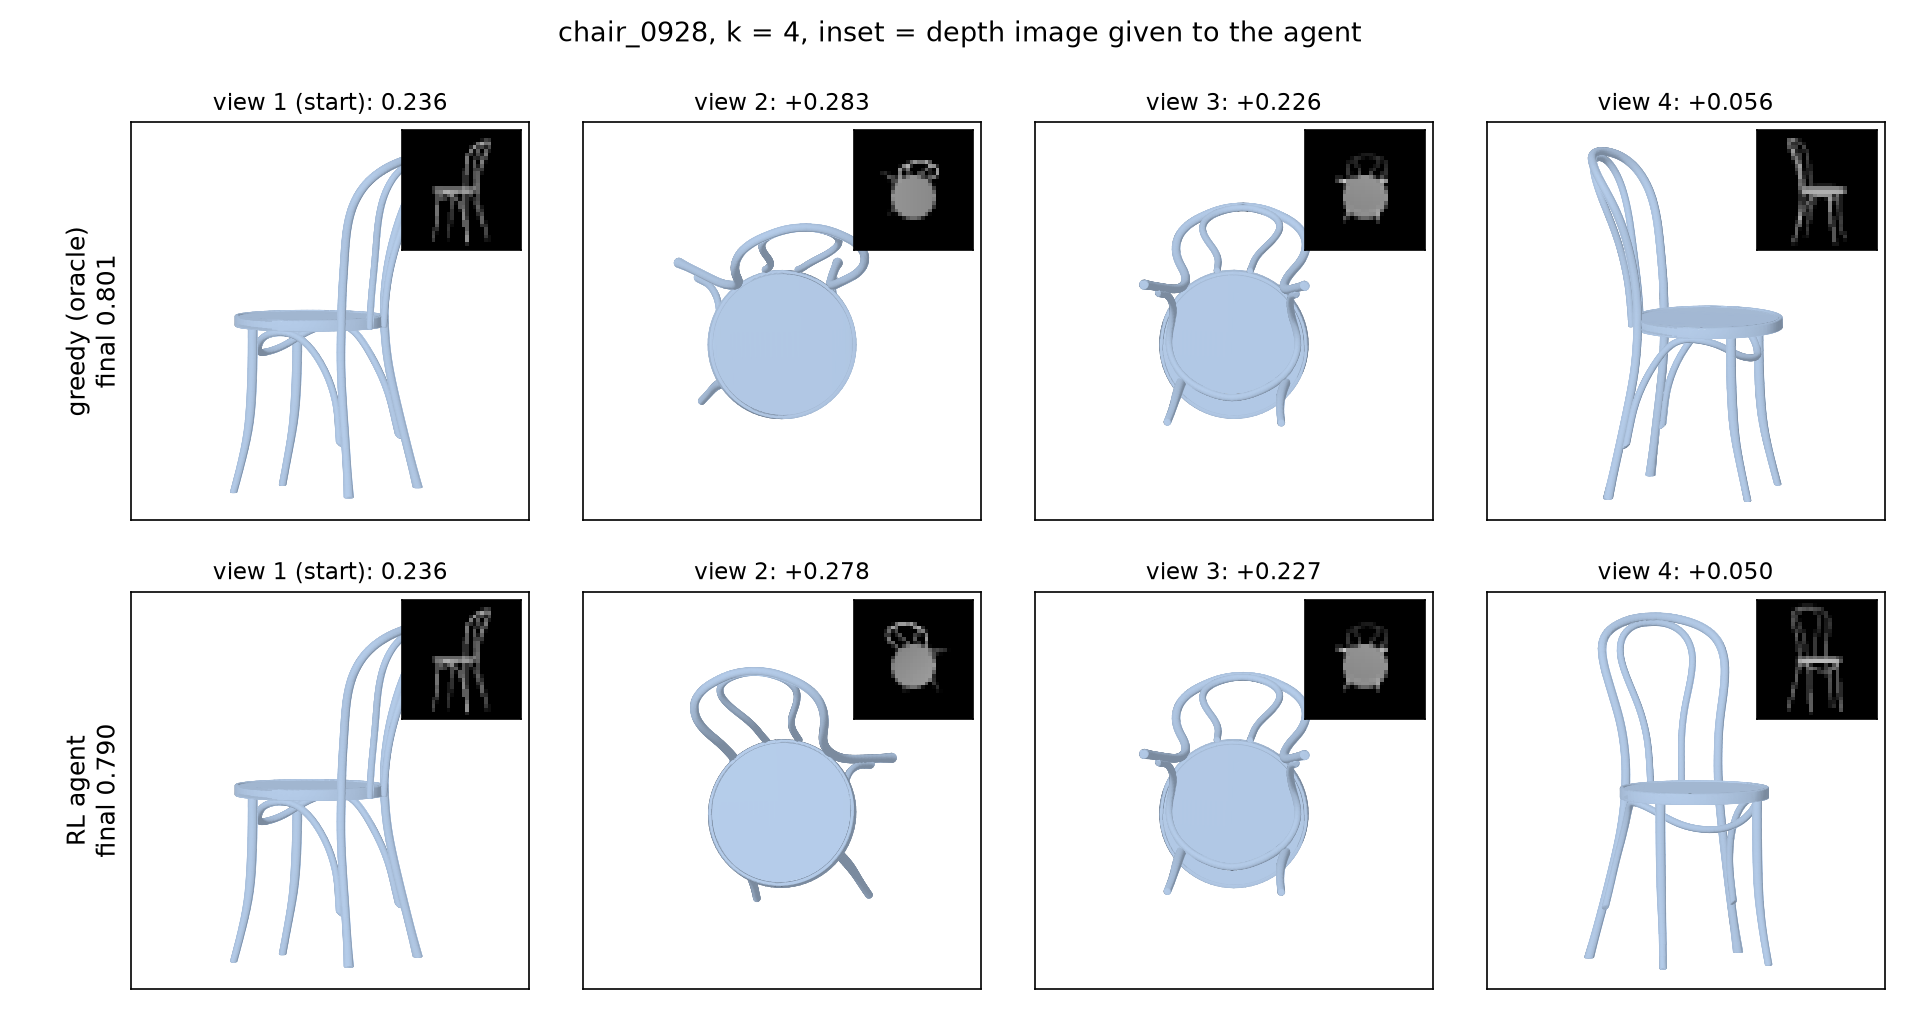 chair_0928, k = 4, inset = depth image given to the agent
greedy (oracle)
final 0.801
view 1 (start): 0.236
view 2: +0.283
view 3: +0.226
view 4: +0.056
RL agent
final 0.790
view 1 (start): 0.236
view 2: +0.278
view 3: +0.227
view 4: +0.050